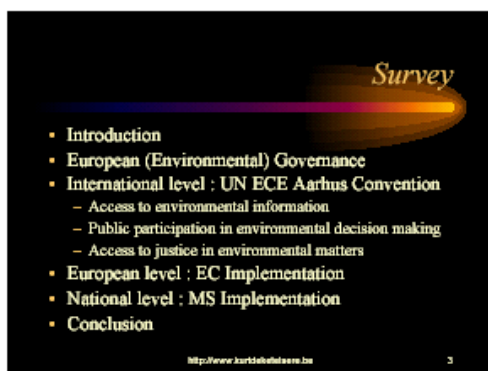 Survey
• Introduction
• European (Environmental) Governance
• International level : UN ECE Aarhus Convention
– Access to environmental information
– Public participation in environmental decision making
– Access to justice in environmental matters
• European level : EC Implementation
• National level : MS Implementation
• Conclusion
http://www.kurtdeketelaere.be
3